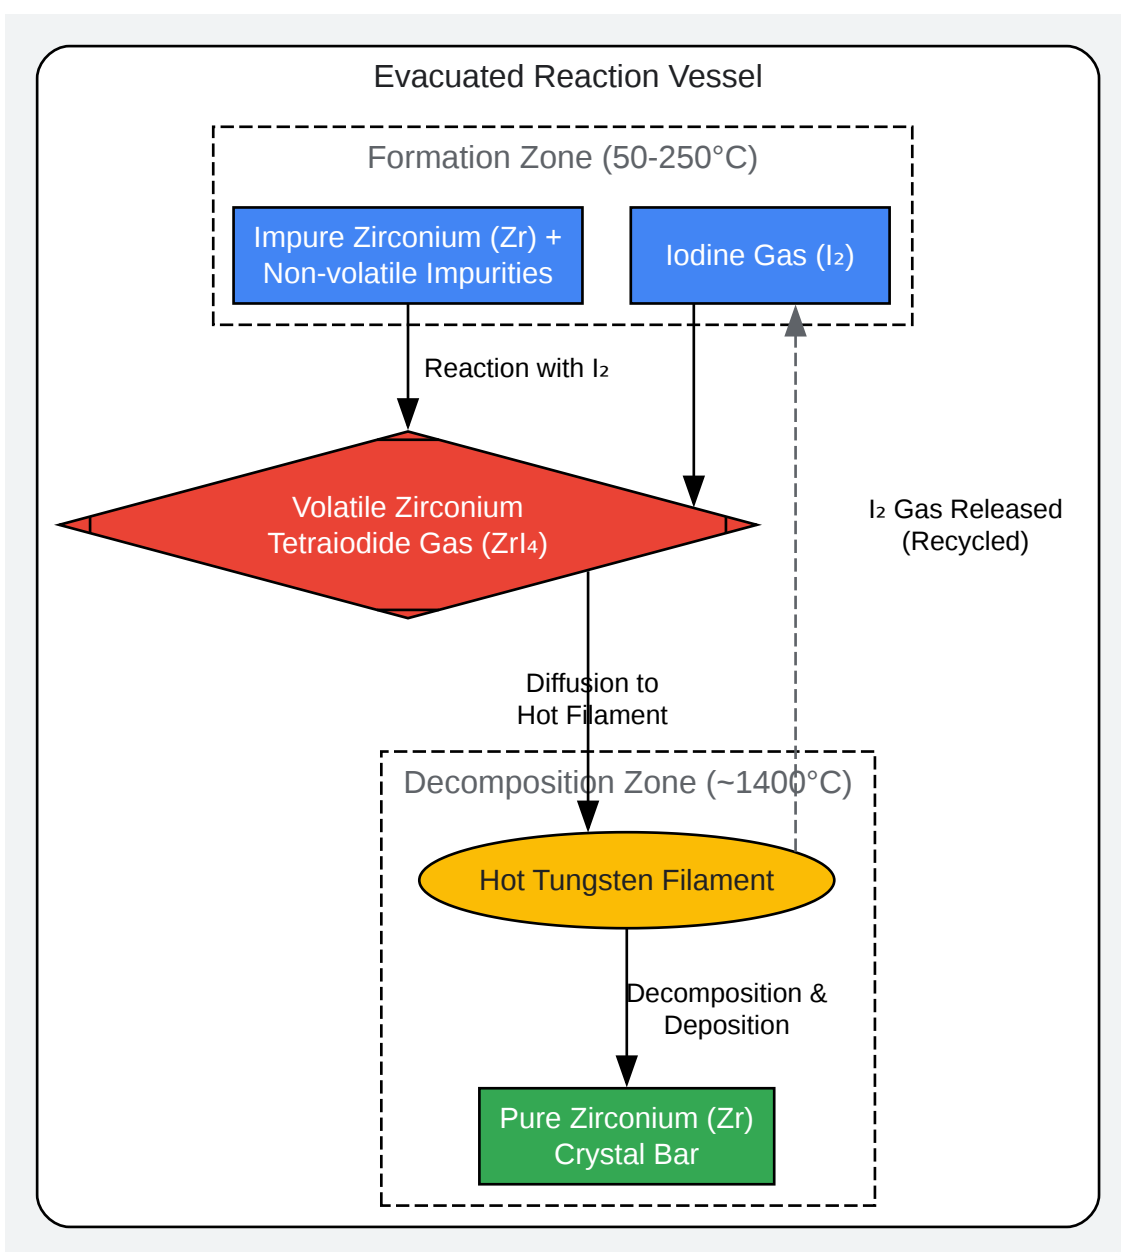 Evacuated Reaction Vessel
Formation Zone (50-250°C)
Impure Zirconium (Zr) +
Non-volatile Impurities
Iodine Gas (I₂)
Reaction with I₂
Volatile Zirconium
Tetraiodide Gas (ZrI₄)
I₂ Gas Released
(Recycled)
Diffusion to
Hot Filament
Decomposition Zone (~1400°C)
Hot Tungsten Filament
Decomposition &
Deposition
Pure Zirconium (Zr)
Crystal Bar